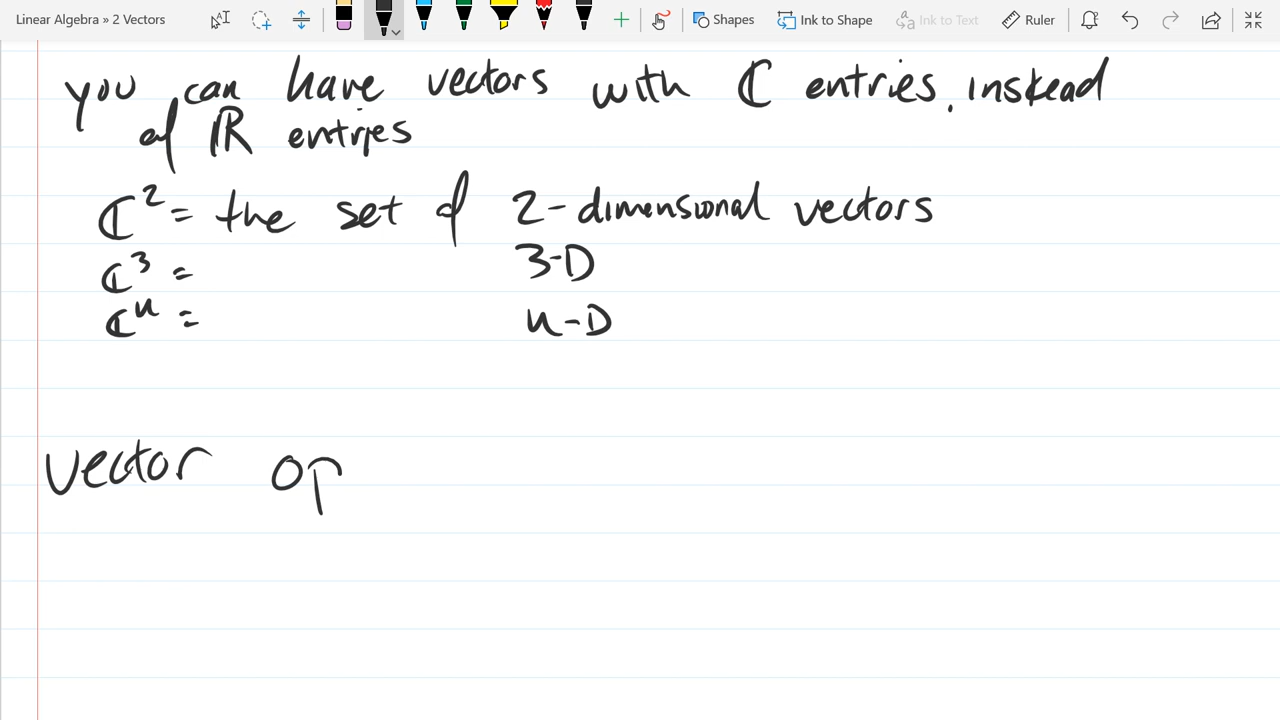 Linear Algebra » 2 Vectors
Shapes
Ink to Shape
Ink to Text
Ruler
you can have vectors with ℂ entries, instead
of ℝ entries
ℂ² = the set of 2-dimensional vectors
ℂ³ = 3-D
ℂⁿ = n-D
vector op